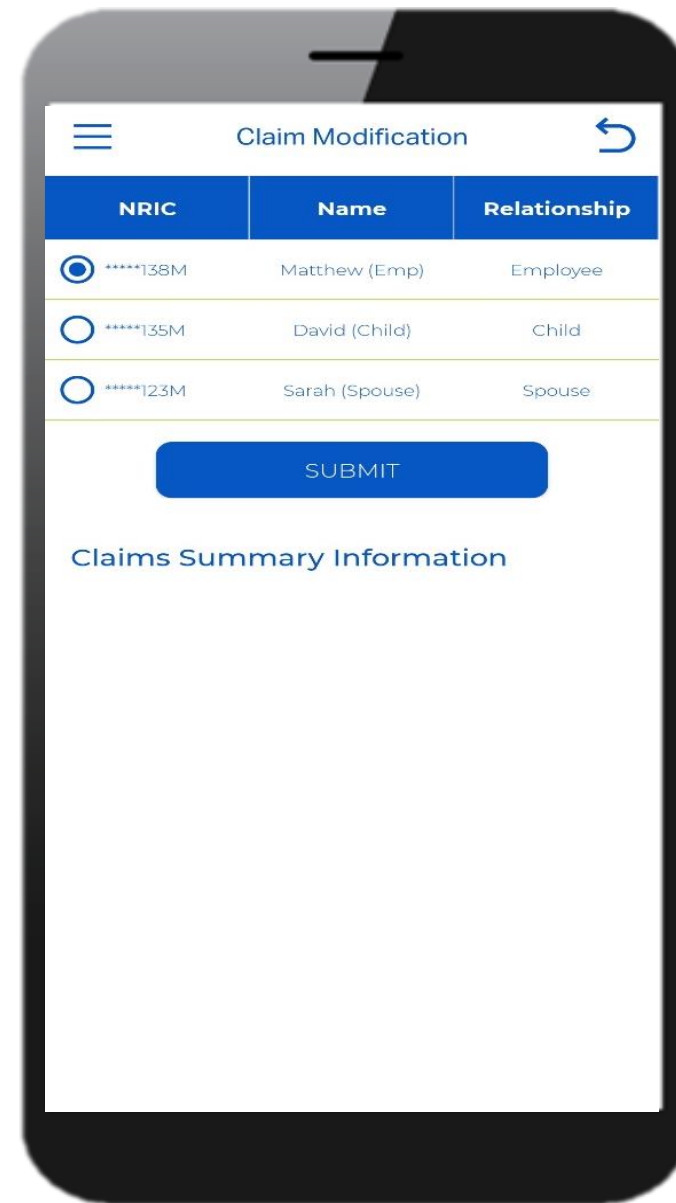 Claim Modification
NRIC Name Relationship
*****138M Matthew (Emp) Employee
*****135M David (Child) Child
*****123M Sarah (Spouse) Spouse
SUBMIT
Claims Summary Information